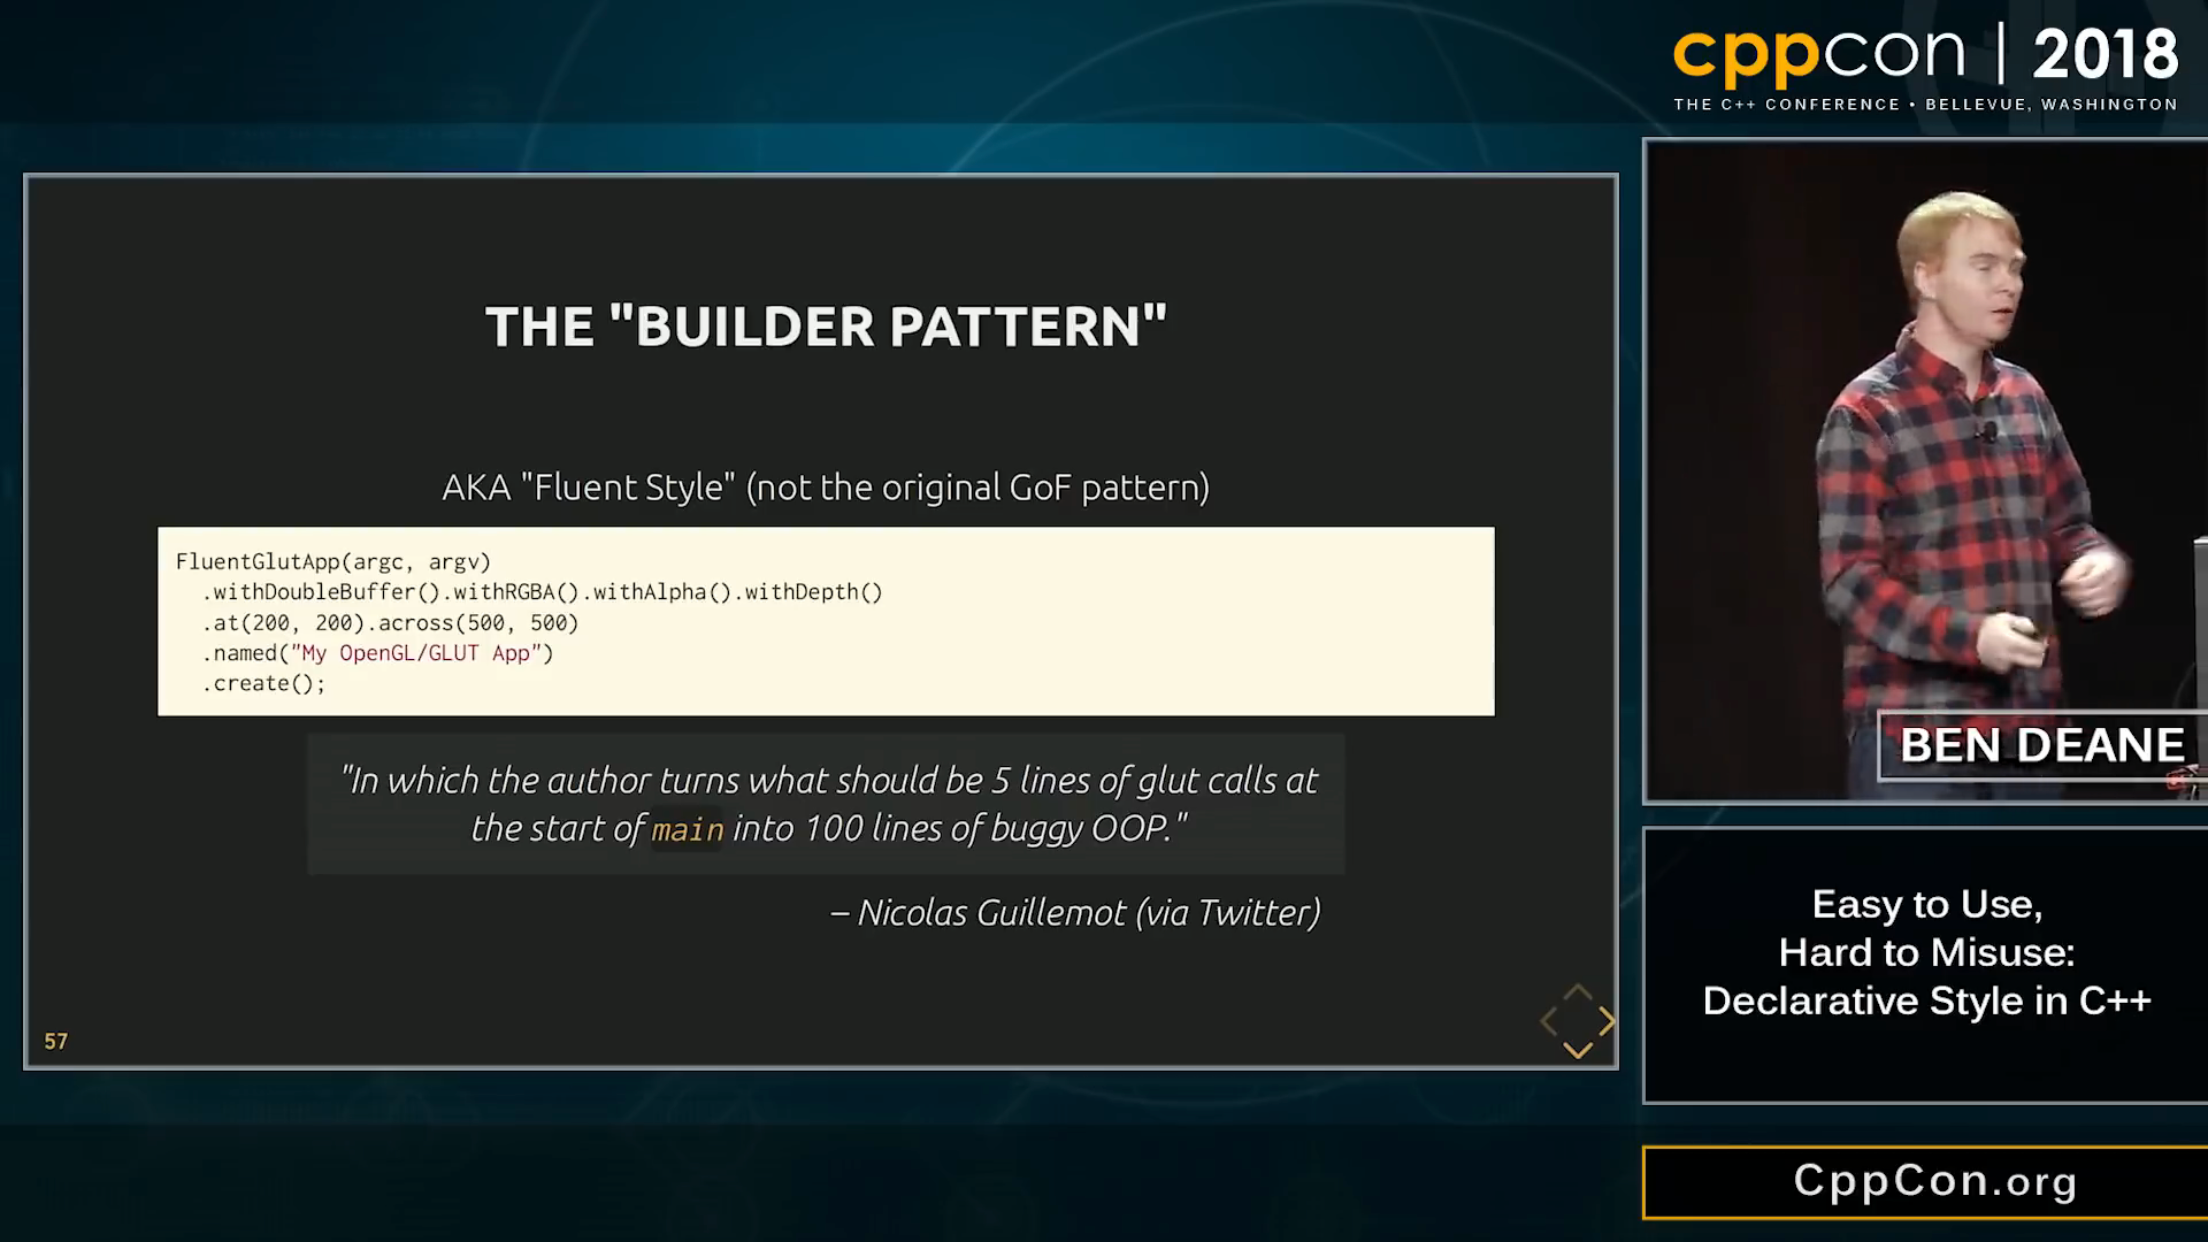 cppcon | 2018
THE C++ CONFERENCE • BELLEVUE, WASHINGTON
THE "BUILDER PATTERN"
AKA "Fluent Style" (not the original GoF pattern)
FluentGlutApp(argc, argv)
.withDoubleBuffer().withRGBA().withAlpha().withDepth()
.at(200, 200).across(500, 500)
.named("My OpenGL/GLUT App")
.create();
"In which the author turns what should be 5 lines of glut calls at
the start of main into 100 lines of buggy OOP."
– Nicolas Guillemot (via Twitter)
57
BEN DEANE
Easy to Use,
Hard to Misuse:
Declarative Style in C++
CppCon.org